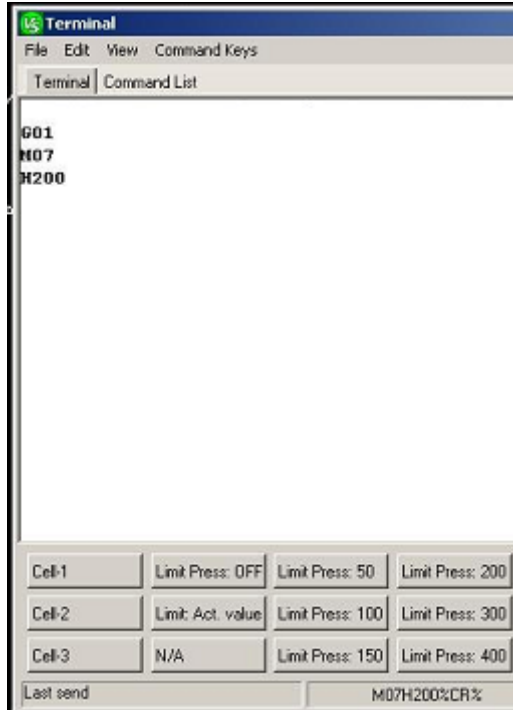 VS Terminal
File Edit View Command Keys
Terminal Command List
G01
M07
H200
Cell-1 Limit Press: OFF Limit Press: 50 Limit Press: 200
Cell-2 Limit: Act. value Limit Press: 100 Limit Press: 300
Cell-3 N/A Limit Press: 150 Limit Press: 400
Last send M07H200%CR%